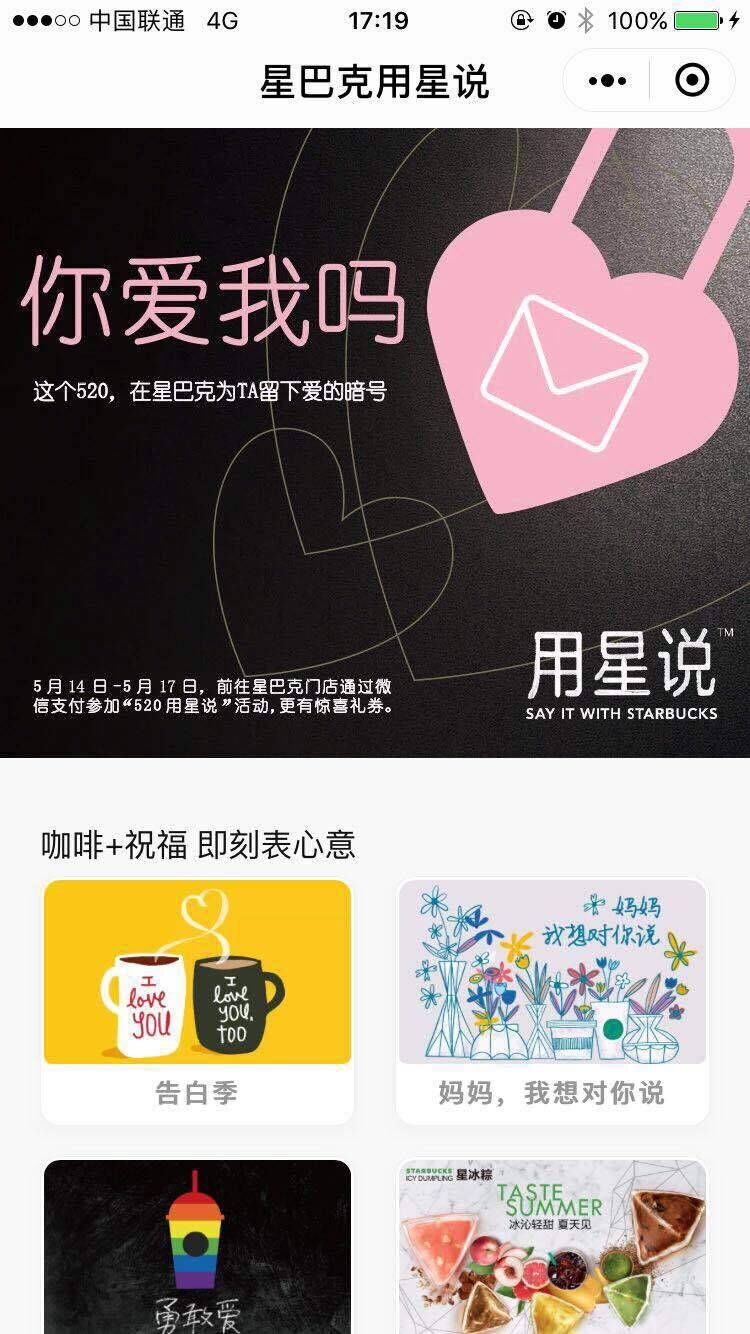 中国联通 4G 17:19 100%
星巴克用星说
你爱我吗
这个520，在星巴克为TA留下爱的暗号
5月14日-5月17日，前往星巴克门店通过微
信支付参加“520用星说”活动,更有惊喜礼券。
用星说™
SAY IT WITH STARBUCKS
咖啡+祝福 即刻表心意
I
love
YOU
I
love
YOU,
TOO
告白季
妈妈
我想对你说
妈妈，我想对你说
勇敢爱
STARBUCKS
ICY DUMPLING
星冰粽
TASTE
SUMMER
冰沁轻甜 夏天见